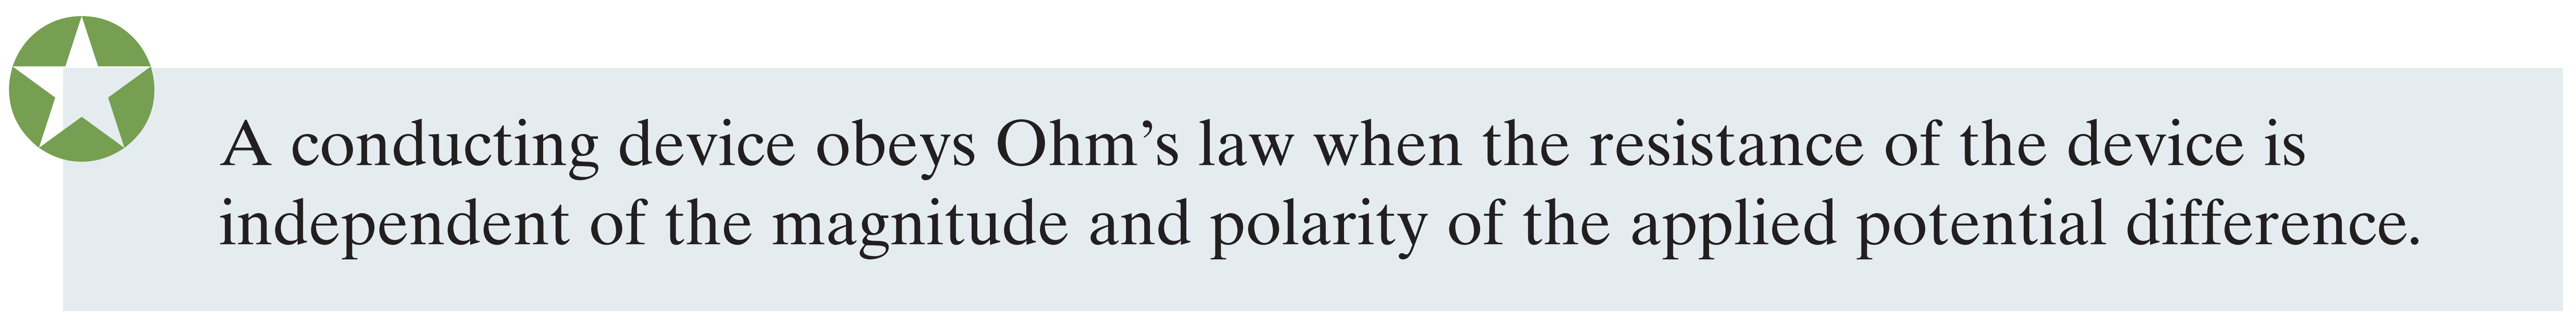 A conducting device obeys Ohm’s law when the resistance of the device is
independent of the magnitude and polarity of the applied potential difference.